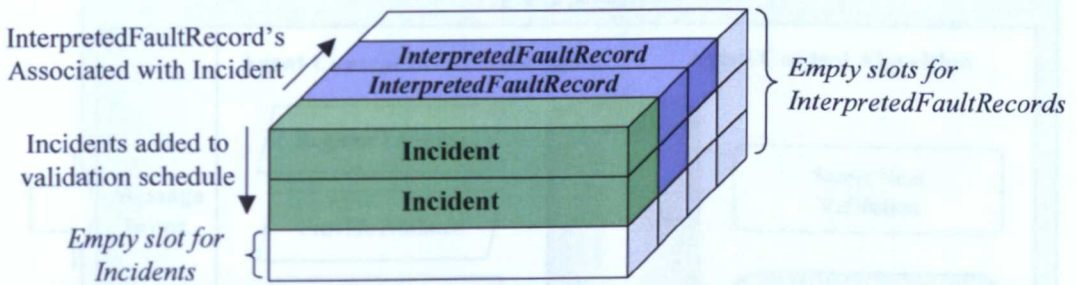 InterpretedFaultRecord's
Associated with Incident
InterpretedFaultRecord
InterpretedFaultRecord
Empty slots for
InterpretedFaultRecords
Incidents added to
validation schedule
Incident
Incident
Empty slot for
Incidents